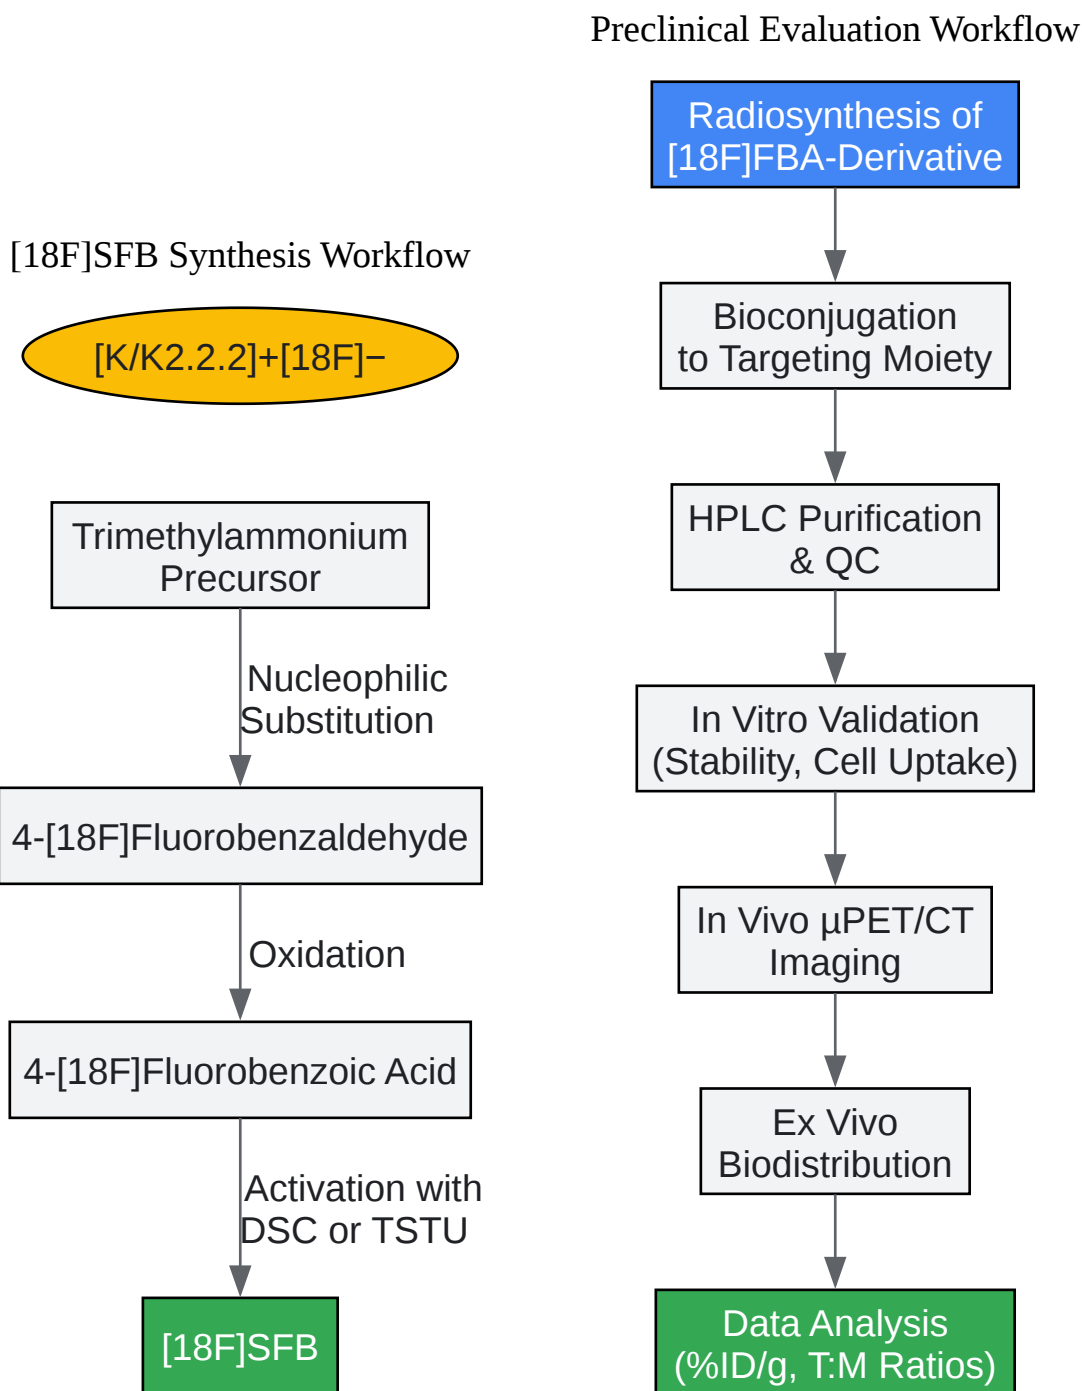 [18F]SFB Synthesis Workflow
[K/K2.2.2]+[18F]−
Trimethylammonium
Precursor
Nucleophilic
Substitution
4-[18F]Fluorobenzaldehyde
Oxidation
4-[18F]Fluorobenzoic Acid
Activation with
DSC or TSTU
[18F]SFB
Preclinical Evaluation Workflow
Radiosynthesis of
[18F]FBA-Derivative
Bioconjugation
to Targeting Moiety
HPLC Purification
& QC
In Vitro Validation
(Stability, Cell Uptake)
In Vivo µPET/CT
Imaging
Ex Vivo
Biodistribution
Data Analysis
(%ID/g, T:M Ratios)